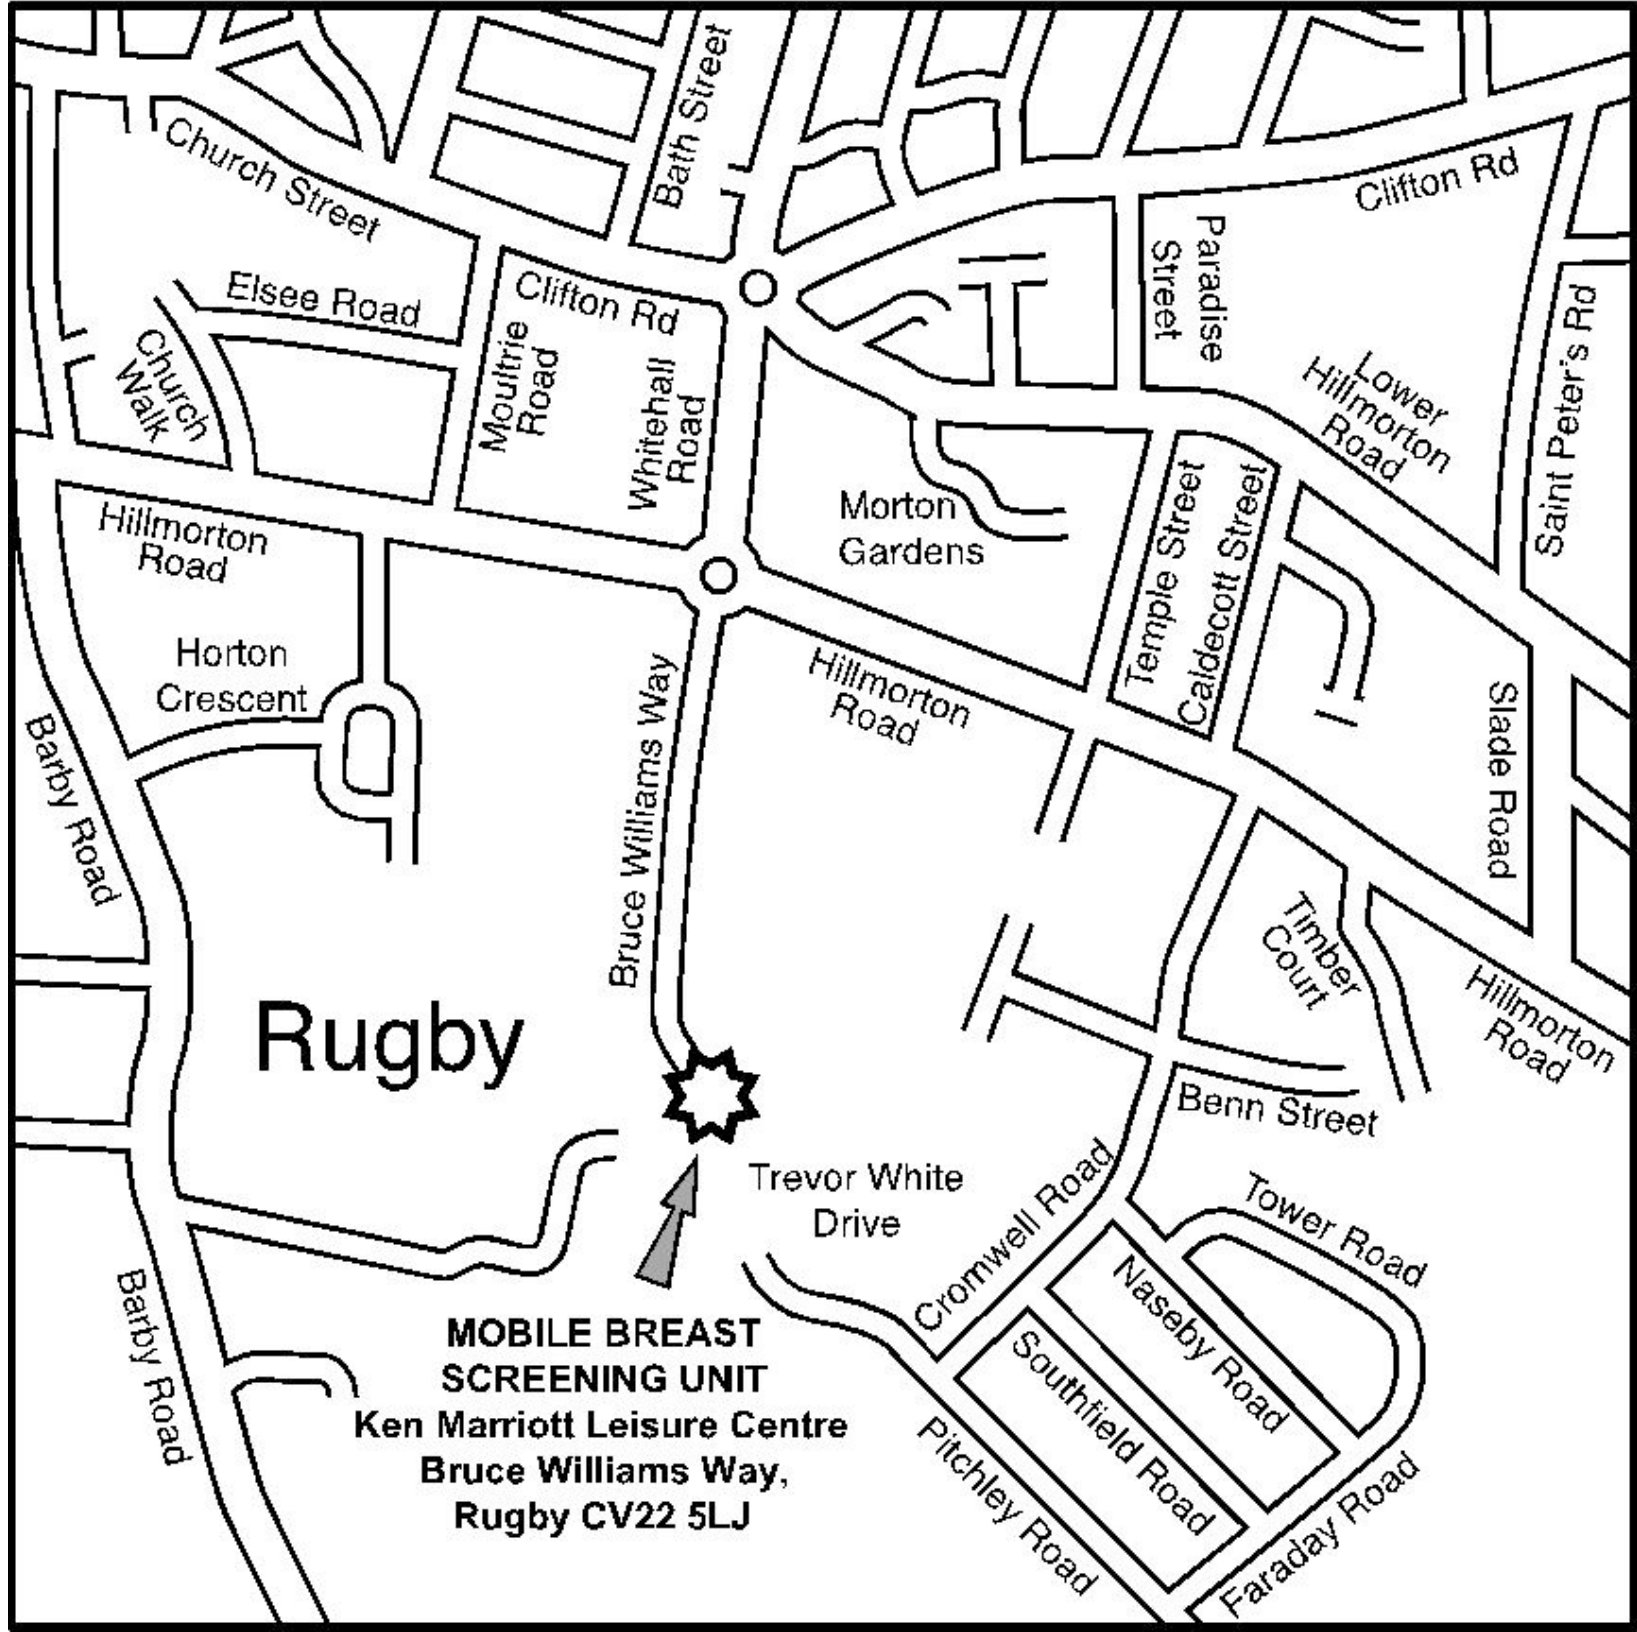 Bath Street
Church Street
Clifton Rd
Paradise
Street
Elsee Road
Clifton Rd
Church
Walk
Moultrie
Road
Whitehall
Road
Lower
Hillmorton
Road
Saint Peter's Rd
Hillmorton
Road
Morton
Gardens
Temple Street
Caldecott Street
Horton
Crescent
Hillmorton
Road
Bruce Williams Way
Slade Road
Barby Road
Timber
Court
Hillmorton
Road
Rugby
Benn Street
Trevor White
Drive
Cromwell Road
Tower Road
Naseby Road
Southfield Road
Barby Road
MOBILE BREAST
SCREENING UNIT
Ken Marriott Leisure Centre
Bruce Williams Way,
Rugby CV22 5LJ
Pitchley Road
Faraday Road